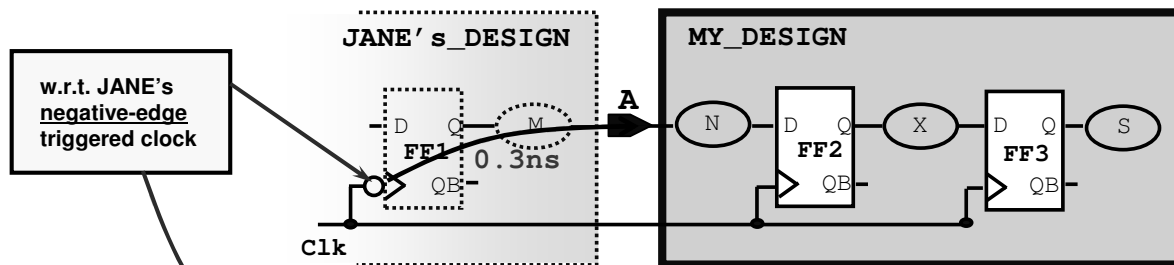 JANE's_DESIGN
MY_DESIGN
w.r.t. JANE's
negative-edge
triggered clock
A
D
Q
M
N
D
Q
X
D
Q
S
FF1
0.3ns
FF2
FF3
QB
QB
QB
Clk